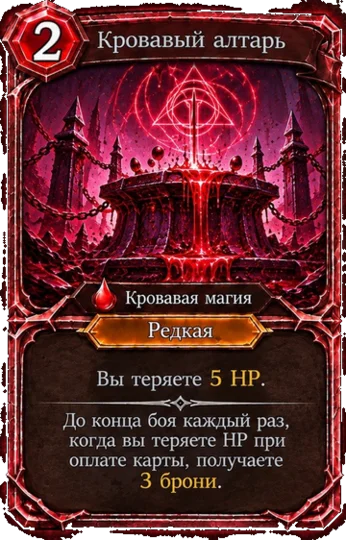 2
Кровавый алтарь
Кровавая магия
Редкая
Вы теряете 5 HP.
До конца боя каждый раз,
когда вы теряете HP при
оплате карты, получаете
3 брони.